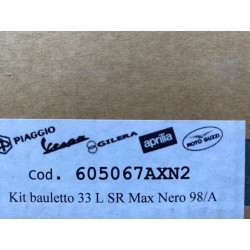 PIAGGIO Vespa GILERA aprilia MOTO GUZZI
Cod. 605067AXN2
Kit bauletto 33 L SR Max Nero 98/A